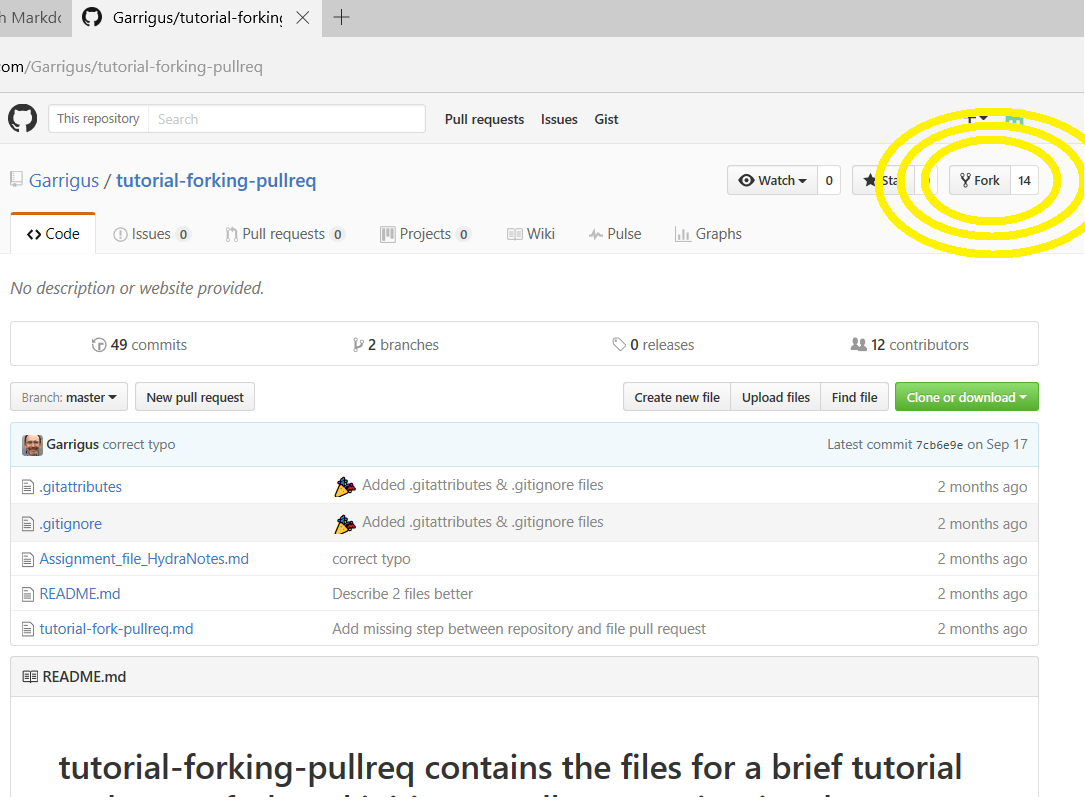 Garrigus/tutorial-forking
om/Garrigus/tutorial-forking-pullreq
This repository Search Pull requests Issues Gist
Garrigus / tutorial-forking-pullreq Watch 0 Fork 14
Code Issues 0 Pull requests 0 Projects 0 Wiki Pulse Graphs
No description or website provided.
49 commits 2 branches 0 releases 12 contributors
Branch: master New pull request Create new file Upload files Find file Clone or download
Garrigus correct typo Latest commit 7cb6e9e on Sep 17
.gitattributes Added .gitattributes & .gitignore files 2 months ago
.gitignore Added .gitattributes & .gitignore files 2 months ago
Assignment_file_HydraNotes.md correct typo 2 months ago
README.md Describe 2 files better 2 months ago
tutorial-fork-pullreq.md Add missing step between repository and file pull request 2 months ago
README.md
tutorial-forking-pullreq contains the files for a brief tutorial